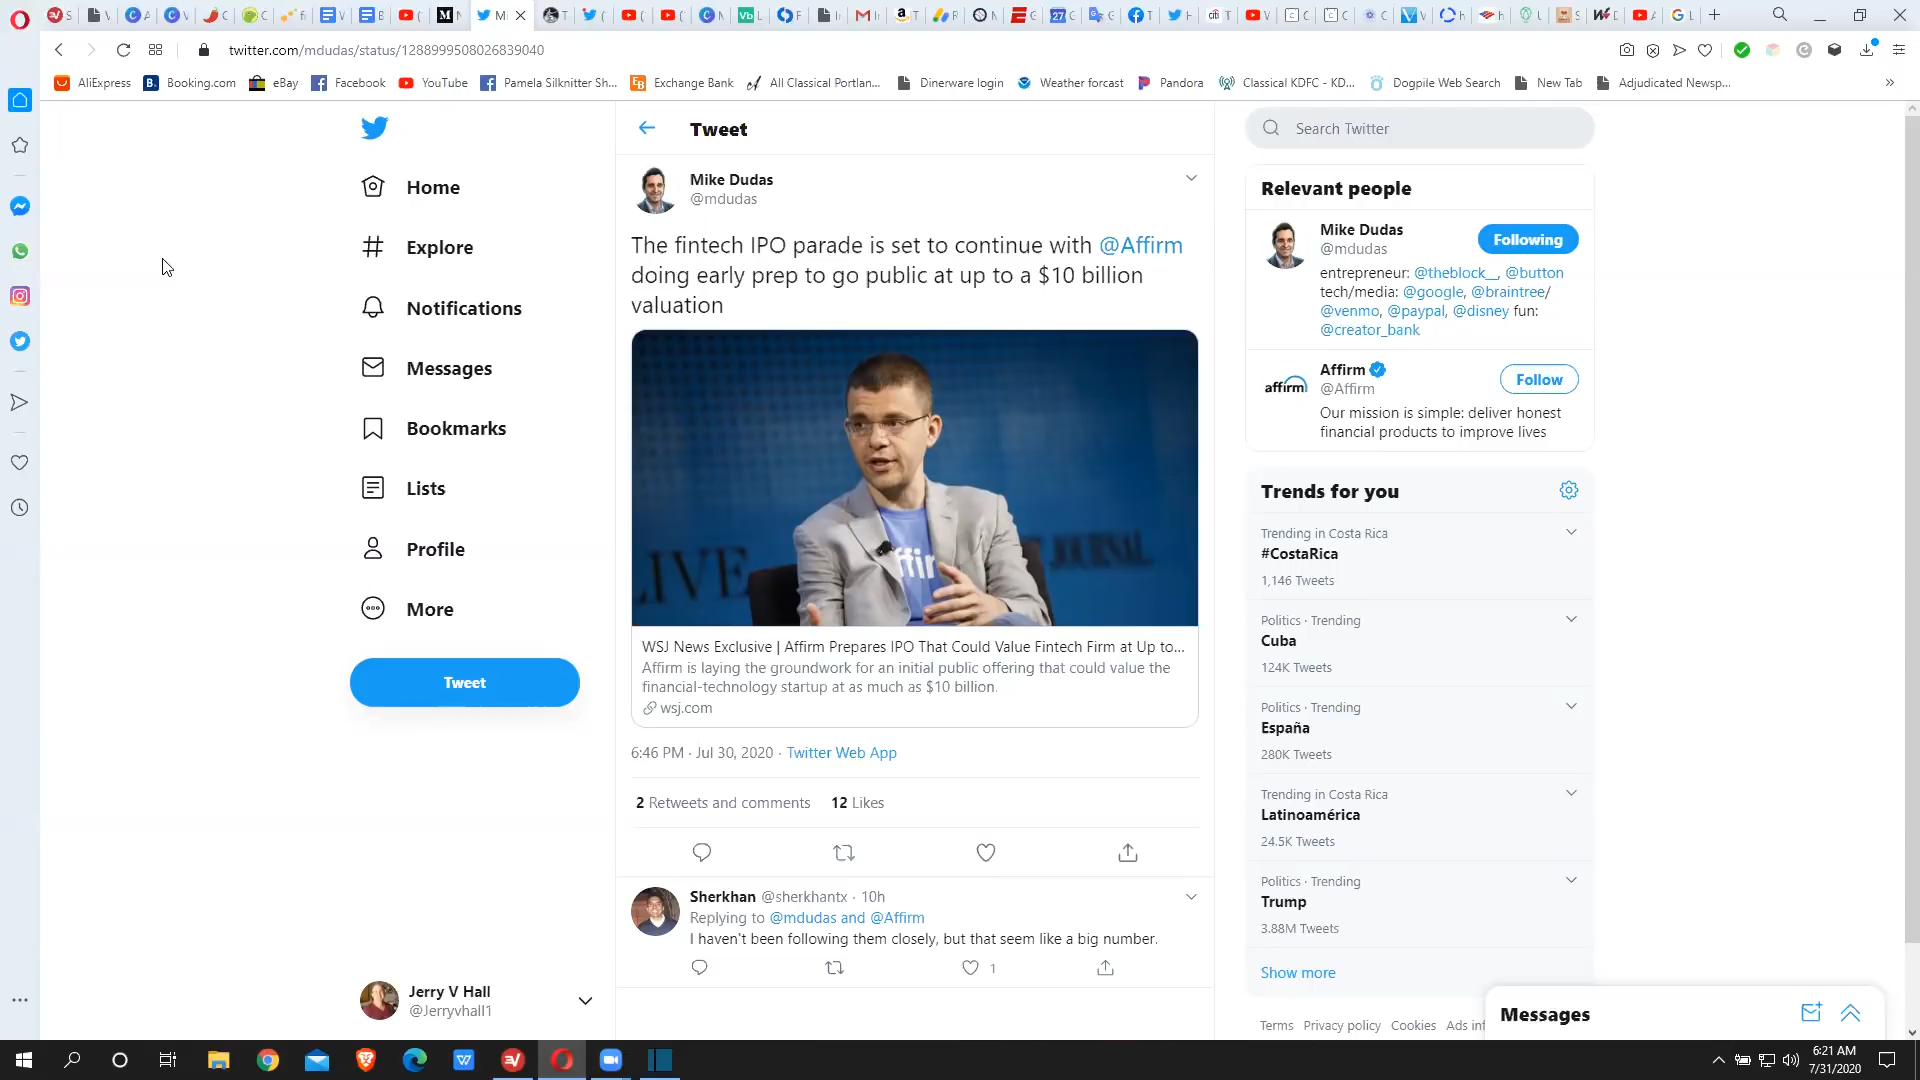 twitter.com/mdudas/status/1288999508026839040
AliExpress
Booking.com
eBay
Facebook
YouTube
Pamela Silknitter Sh...
Exchange Bank
All Classical Portlan...
Dinerware login
Weather forcast
Pandora
Classical KDFC - KD...
Dogpile Web Search
New Tab
Adjudicated Newsp...
Home
Explore
Notifications
Messages
Bookmarks
Lists
Profile
More
Tweet
Jerry V Hall
@Jerryvhall1
Tweet
Mike Dudas
@mdudas
The fintech IPO parade is set to continue with @Affirm
doing early prep to go public at up to a $10 billion
valuation
LIVE
JOURNAL
WSJ News Exclusive | Affirm Prepares IPO That Could Value Fintech Firm at Up to...
Affirm is laying the groundwork for an initial public offering that could value the
financial-technology startup at as much as $10 billion.
wsj.com
6:46 PM · Jul 30, 2020 · Twitter Web App
2 Retweets and comments 12 Likes
Sherkhan @sherkhantx · 10h
Replying to @mdudas and @Affirm
I haven't been following them closely, but that seem like a big number.
1
Search Twitter
Relevant people
Mike Dudas
@mdudas
Following
entrepreneur: @theblock__, @button
tech/media: @google, @braintree/
@venmo, @paypal, @disney fun:
@creator_bank
affirm
Affirm
@Affirm
Follow
Our mission is simple: deliver honest
financial products to improve lives
Trends for you
Trending in Costa Rica
#CostaRica
1,146 Tweets
Politics · Trending
Cuba
124K Tweets
Politics · Trending
España
280K Tweets
Trending in Costa Rica
Latinoamérica
24.5K Tweets
Politics · Trending
Trump
3.88M Tweets
Show more
Terms Privacy policy Cookies
Messages
6:21 AM
7/31/2020